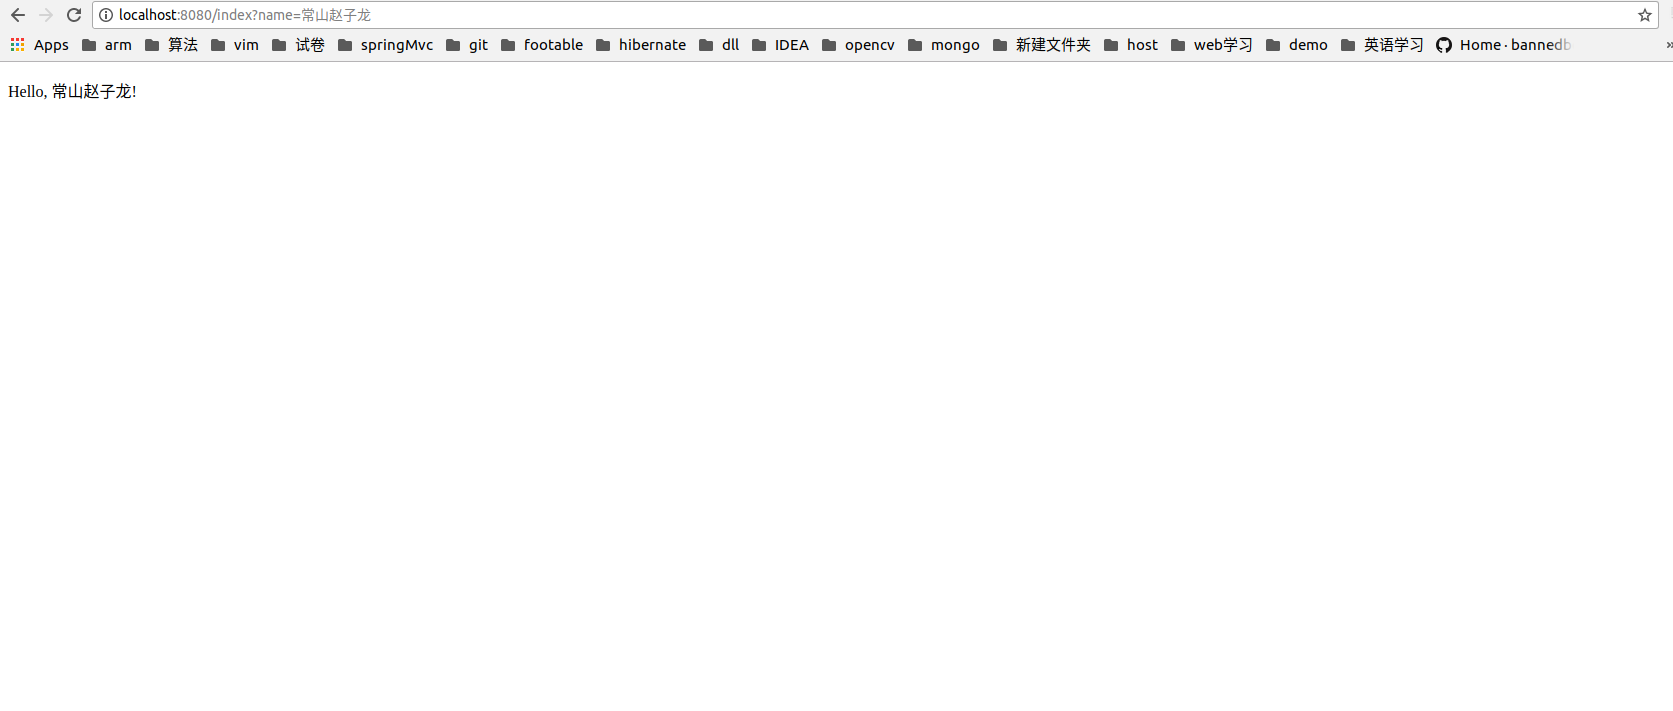 localhost:8080/index?name=常山赵子龙
Apps arm 算法 vim 试卷 springMvc git footable hibernate dll IDEA opencv mongo 新建文件夹 host web学习 demo 英语学习 Home · bannedb
Hello, 常山赵子龙!